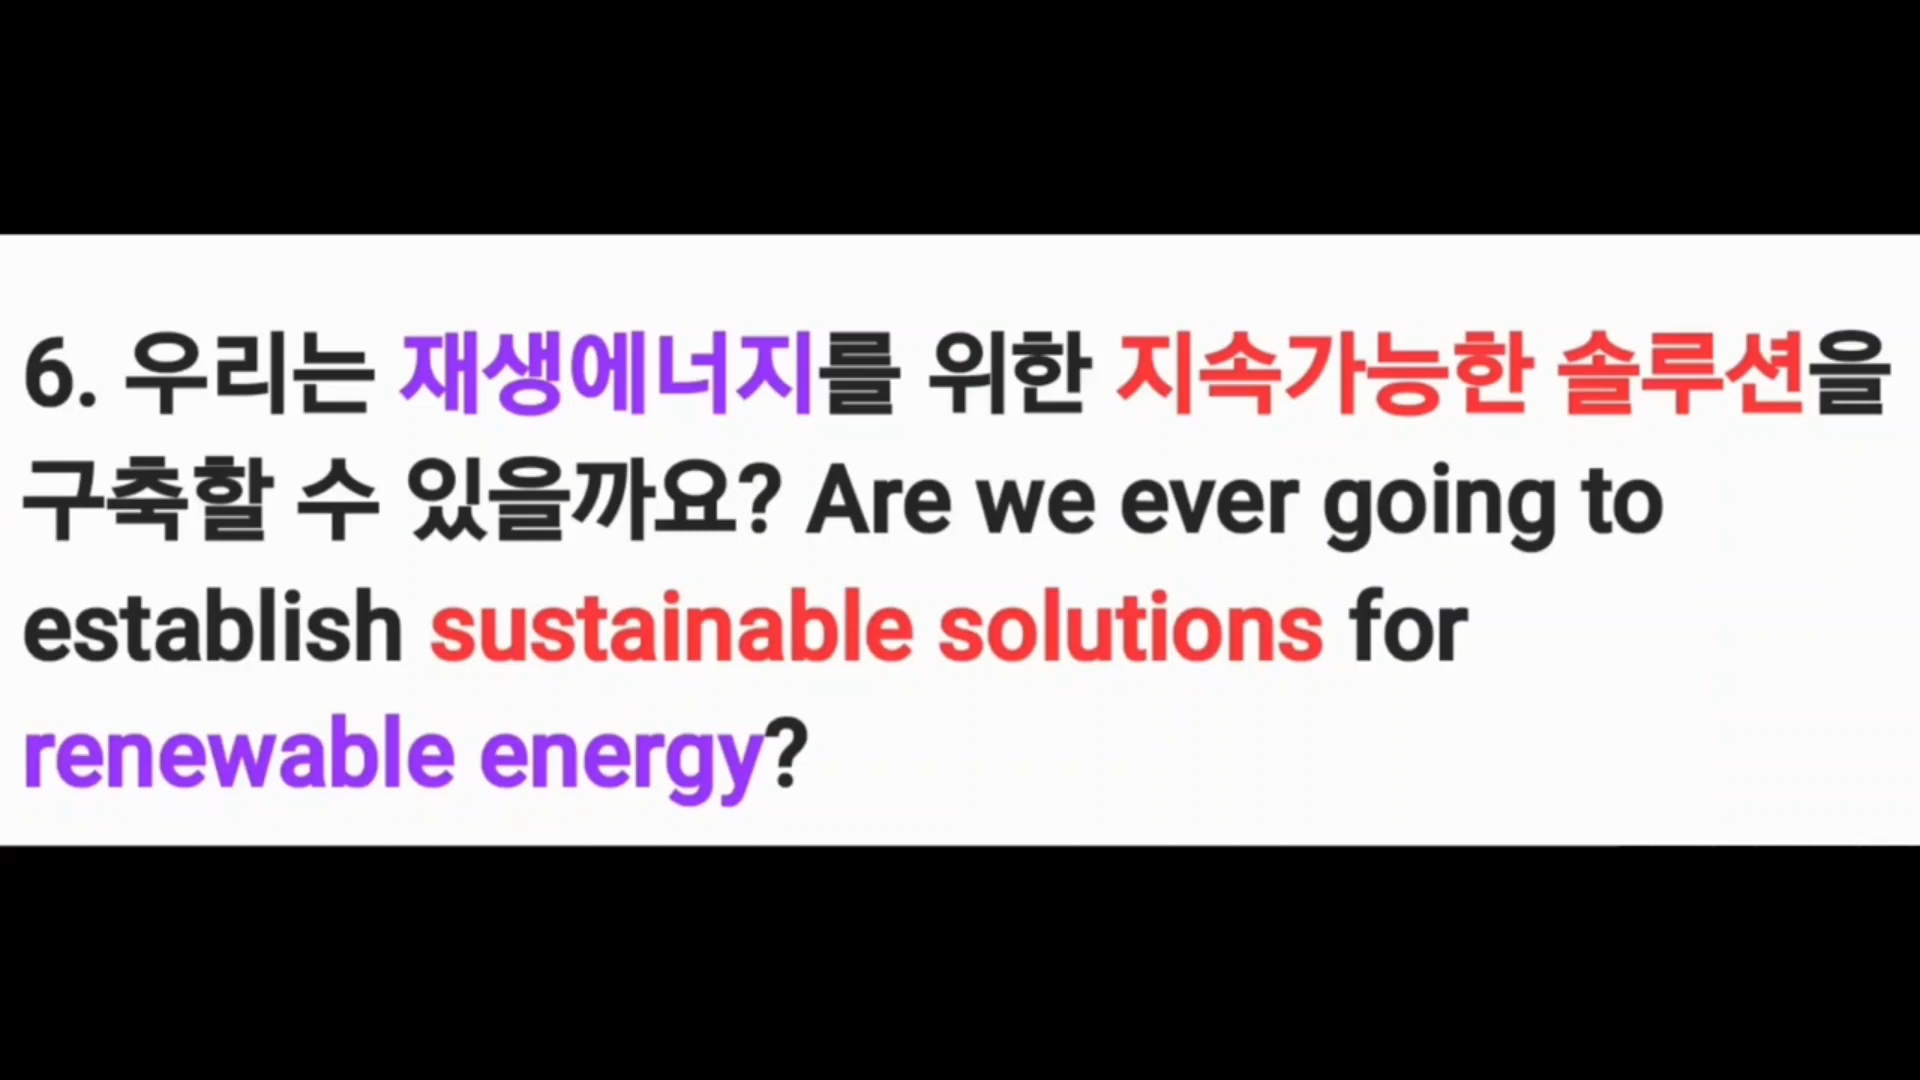 6. 우리는 재생에너지를 위한 지속가능한 솔루션을
구축할 수 있을까요? Are we ever going to
establish sustainable solutions for
renewable energy?